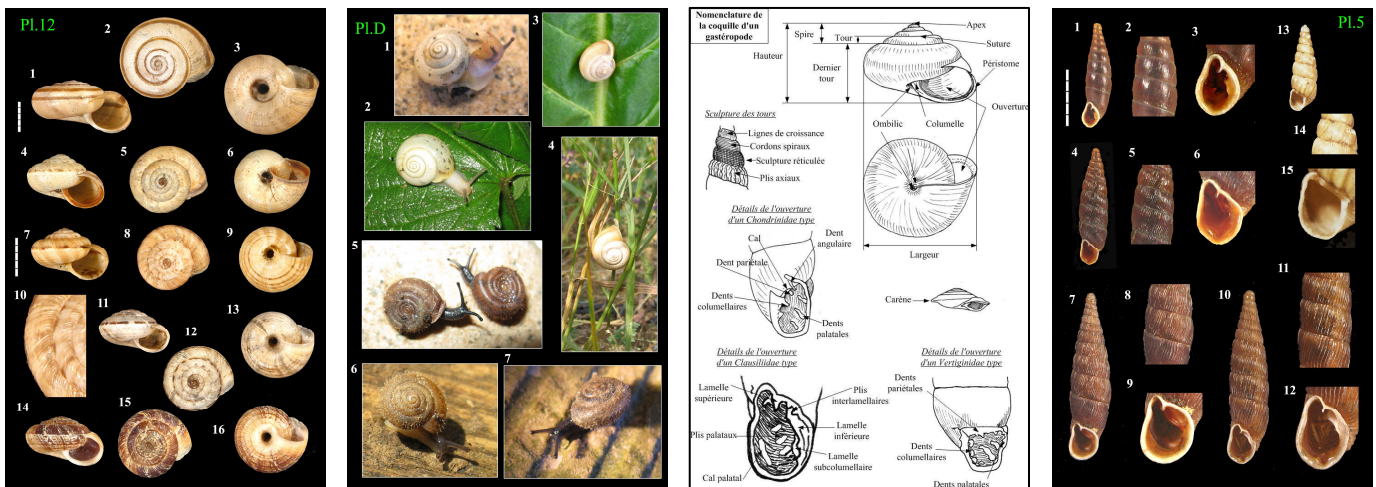 Pl.12
1
2
3
4
5
6
7
8
9
10
11
12
13
14
15
16
Pl.D
1
2
3
4
5
6
7
Nomenclature de
la coquille d'un
gastéropode
Apex
Spire
Tour
Suture
Hauteur
Dernier
tour
Péristome
Ouverture
Ombilic
Columelle
Sculpture des tours
Lignes de croissance
Cordons spiraux
Sculpture réticulée
Plis axiaux
Largeur
Détails de l'ouverture
d'un Chondrinidae type
Cal
Dent
angulaire
Dent pariétale
Dents
columellaires
Dents
palatales
Carène
Détails de l'ouverture
d'un Clausiliidae type
Lamelle
supérieure
Plis
interlamellaires
Lamelle
inférieure
Plis palataux
Lamelle
subcolumellaire
Cal palatal
Détails de l'ouverture
d'un Vertiginidae type
Dents
pariétales
Dents
columellaires
Dents palatales
Pl.5
1
2
3
4
5
6
7
8
9
10
11
12
13
14
15